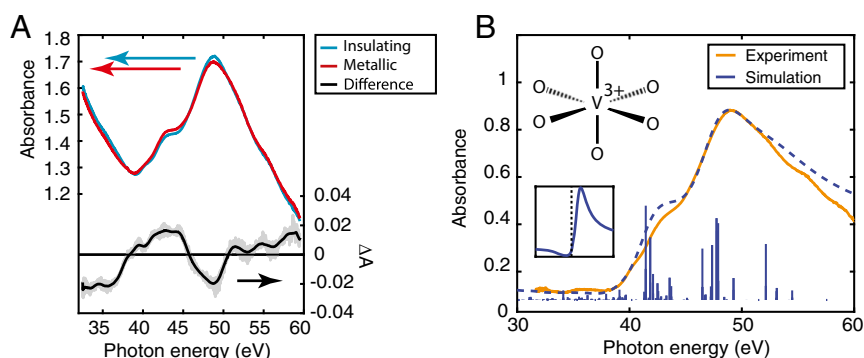 A
Absorbance
1.8
1.7
1.6
1.5
1.4
1.3
1.2
Insulating
Metallic
Difference
0.04
0.02
0
-0.02
-0.04
ΔA
35 40 45 50 55 60
Photon energy (eV)
B
Absorbance
1
0.8
0.6
0.4
0.2
0
Experiment
Simulation
O
O O
V3+
O O
O
30 40 50 60
Photon energy (eV)